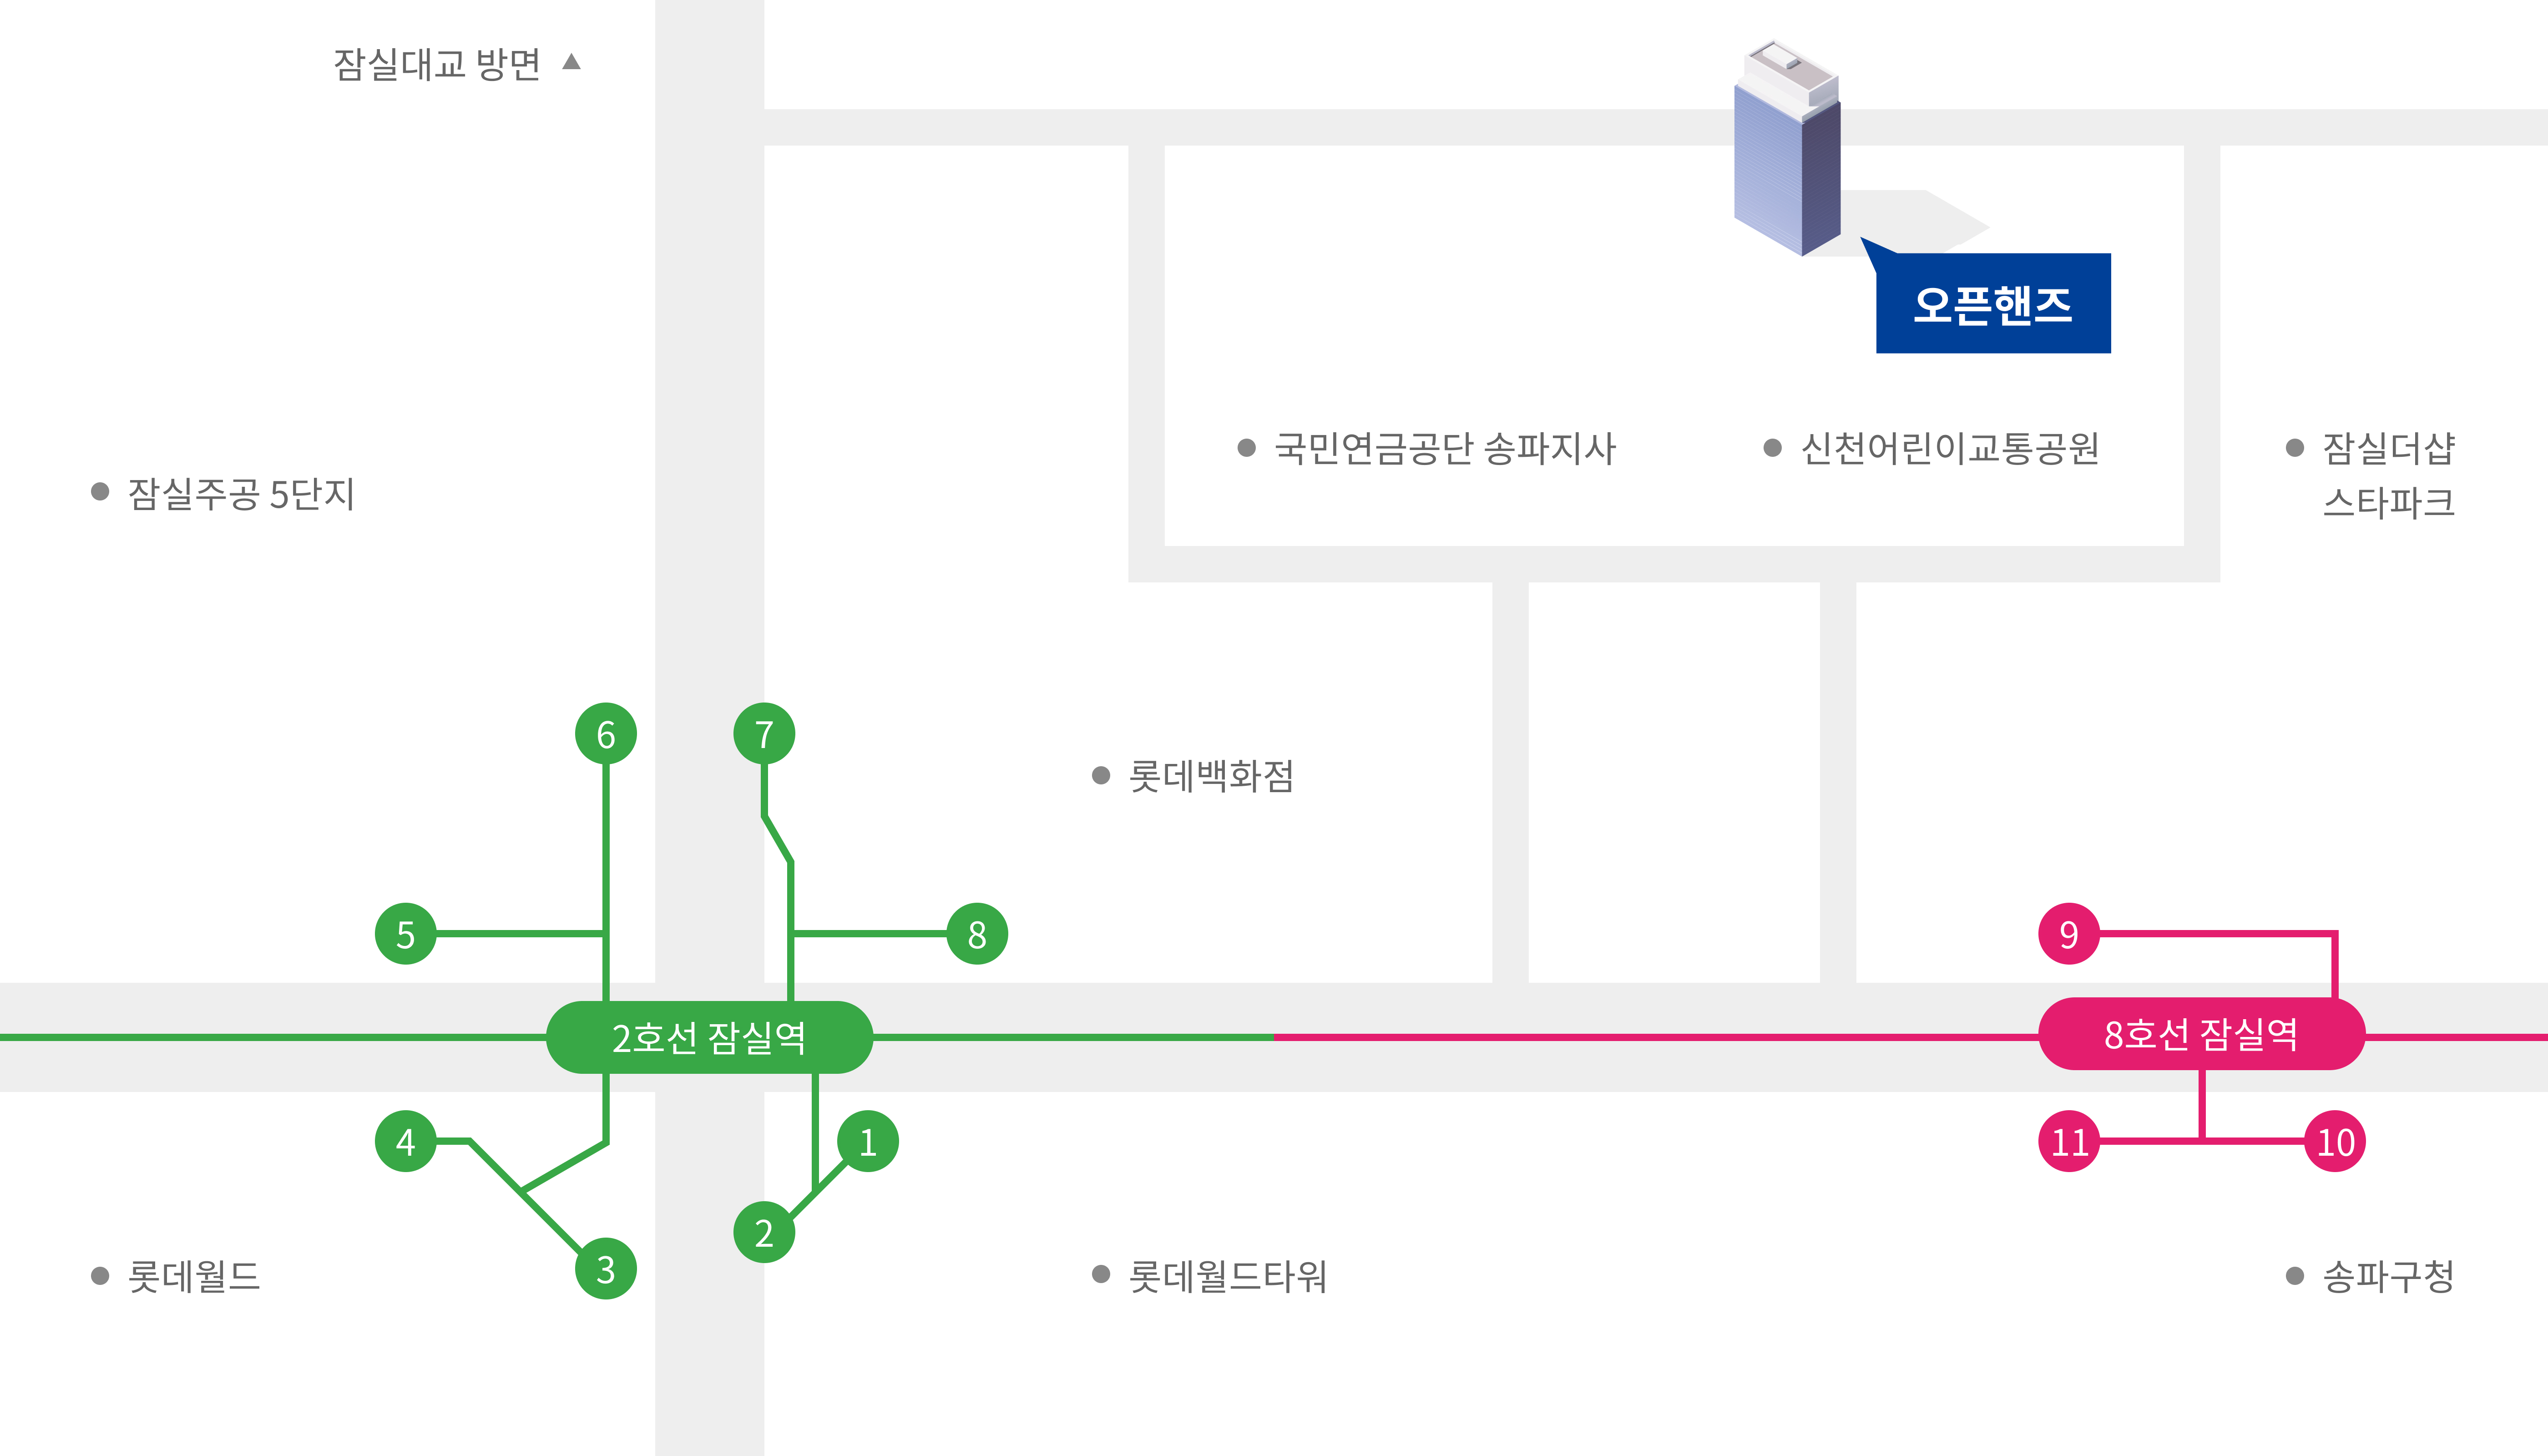 잠실대교 방면 ▲
오픈핸즈
국민연금공단 송파지사
신천어린이교통공원
잠실더샵
스타파크
잠실주공 5단지
6
7
롯데백화점
5
8
9
2호선 잠실역
8호선 잠실역
4
1
11
10
2
3
롯데월드
롯데월드타워
송파구청